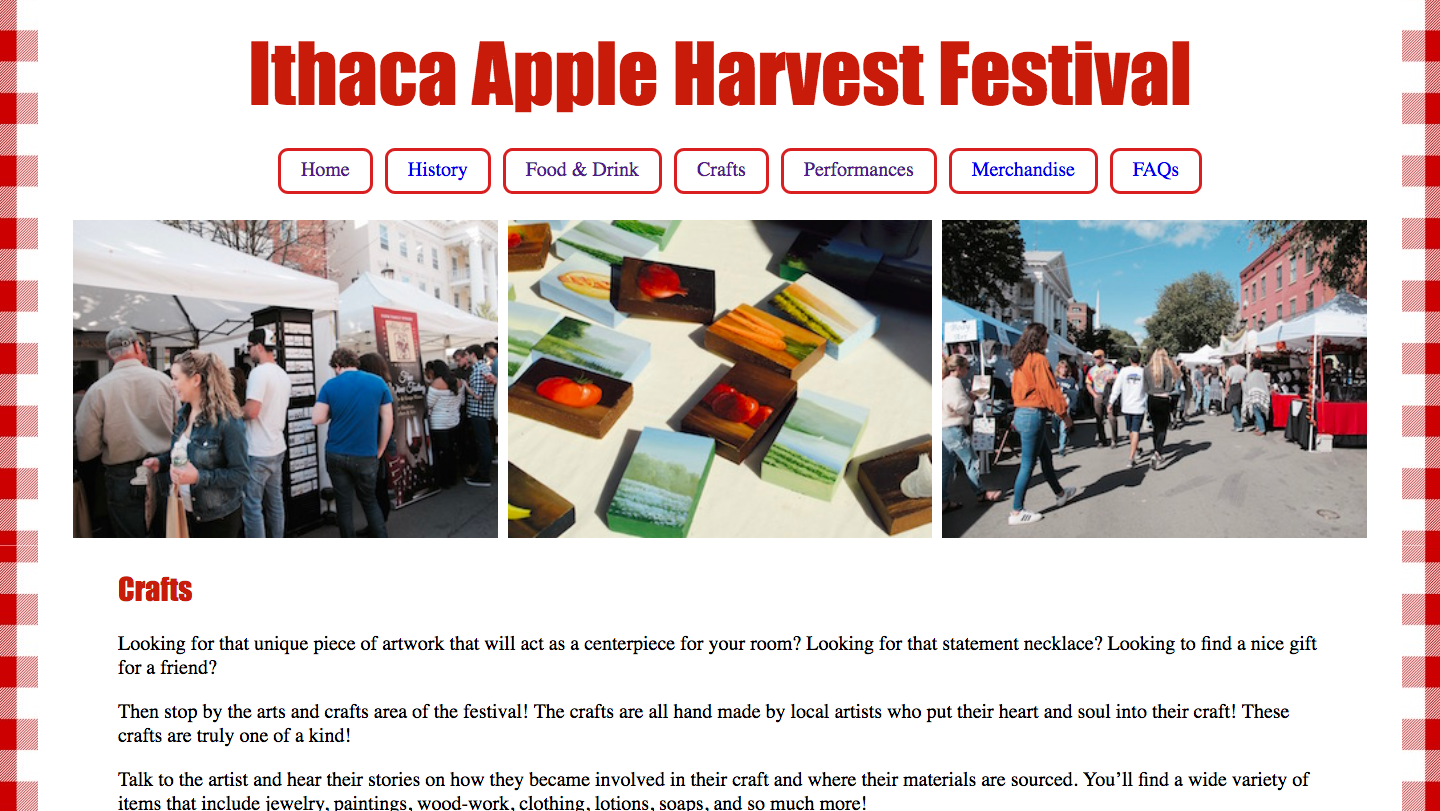 Ithaca Apple Harvest Festival
Home
History
Food & Drink
Crafts
Performances
Merchandise
FAQs
Crafts
Looking for that unique piece of artwork that will act as a centerpiece for your room? Looking for that statement necklace? Looking to find a nice gift
for a friend?
Then stop by the arts and crafts area of the festival! The crafts are all hand made by local artists who put their heart and soul into their craft! These
crafts are truly one of a kind!
Talk to the artist and hear their stories on how they became involved in their craft and where their materials are sourced. You’ll find a wide variety of
items that include jewelry, paintings, wood-work, clothing, lotions, soaps, and so much more!